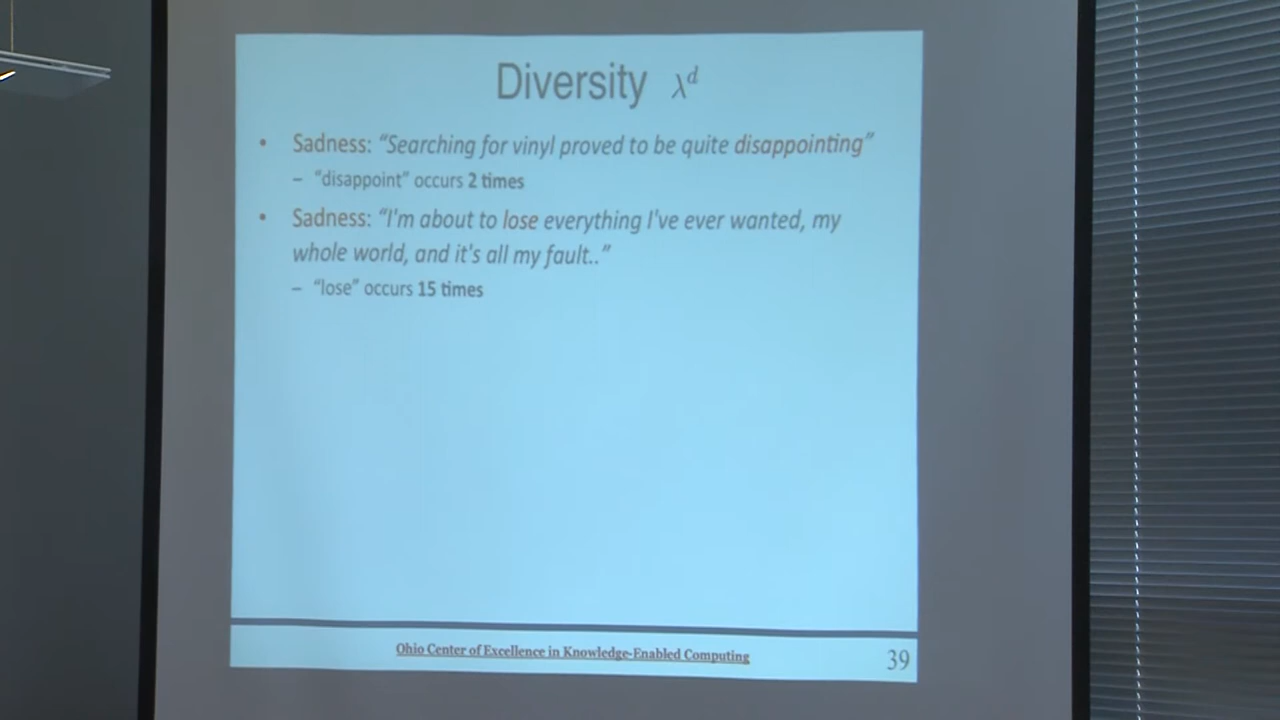 Diversity λᵈ
• Sadness: “Searching for vinyl proved to be quite disappointing”
– “disappoint” occurs 2 times
• Sadness: “I'm about to lose everything I've ever wanted, my
whole world, and it's all my fault..”
– “lose” occurs 15 times
Ohio Center of Excellence in Knowledge-Enabled Computing
39